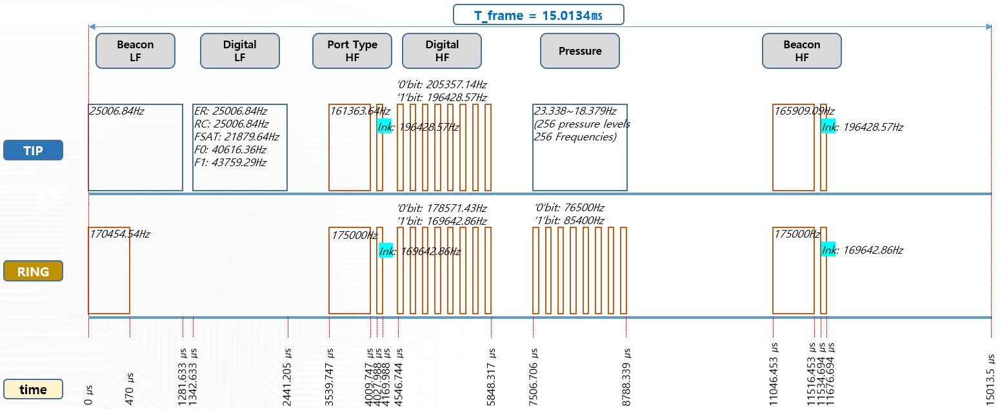 T_frame = 15.0134㎳
Beacon
LF
Digital
LF
Port Type
HF
Digital
HF
Pressure
Beacon
HF
TIP
25006.84Hz
ER: 25006.84Hz
RC: 25006.84Hz
FSAT: 21879.64Hz
F0: 40616.36Hz
F1: 43759.29Hz
161363.64Hz
Ink: 196428.57Hz
‘0’bit: 205357.14Hz
‘1’bit: 196428.57Hz
23.338~18.379Hz
(256 pressure levels
256 Frequencies)
165909.09Hz
Ink: 196428.57Hz
RING
170454.54Hz
175000Hz
Ink: 169642.86Hz
‘0’bit: 178571.43Hz
‘1’bit: 169642.86Hz
‘0’bit: 76500Hz
‘1’bit: 85400Hz
175000Hz
Ink: 169642.86Hz
time
0 ㎲
470 ㎲
1281.633 ㎲
1342.633 ㎲
2441.205 ㎲
3539.747 ㎲
4009.747 ㎲
4027.988 ㎲
4169.988 ㎲
4546.744 ㎲
5848.317 ㎲
7506.706 ㎲
8788.339 ㎲
11046.453 ㎲
11516.453 ㎲
11534.694 ㎲
11676.694 ㎲
15013.5 ㎲